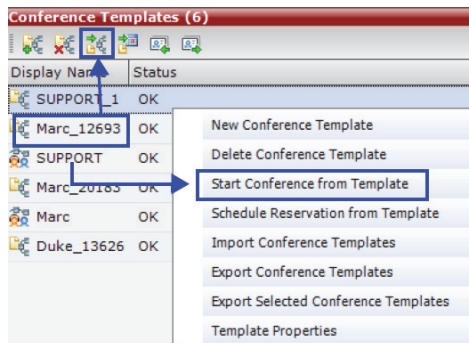 Conference Templates (6)
Display Name Status
SUPPORT_1 OK
Marc_12693 OK
SUPPORT OK
Marc_20183 OK
Marc OK
Duke_13626 OK
New Conference Template
Delete Conference Template
Start Conference from Template
Schedule Reservation from Template
Import Conference Templates
Export Conference Templates
Export Selected Conference Templates
Template Properties